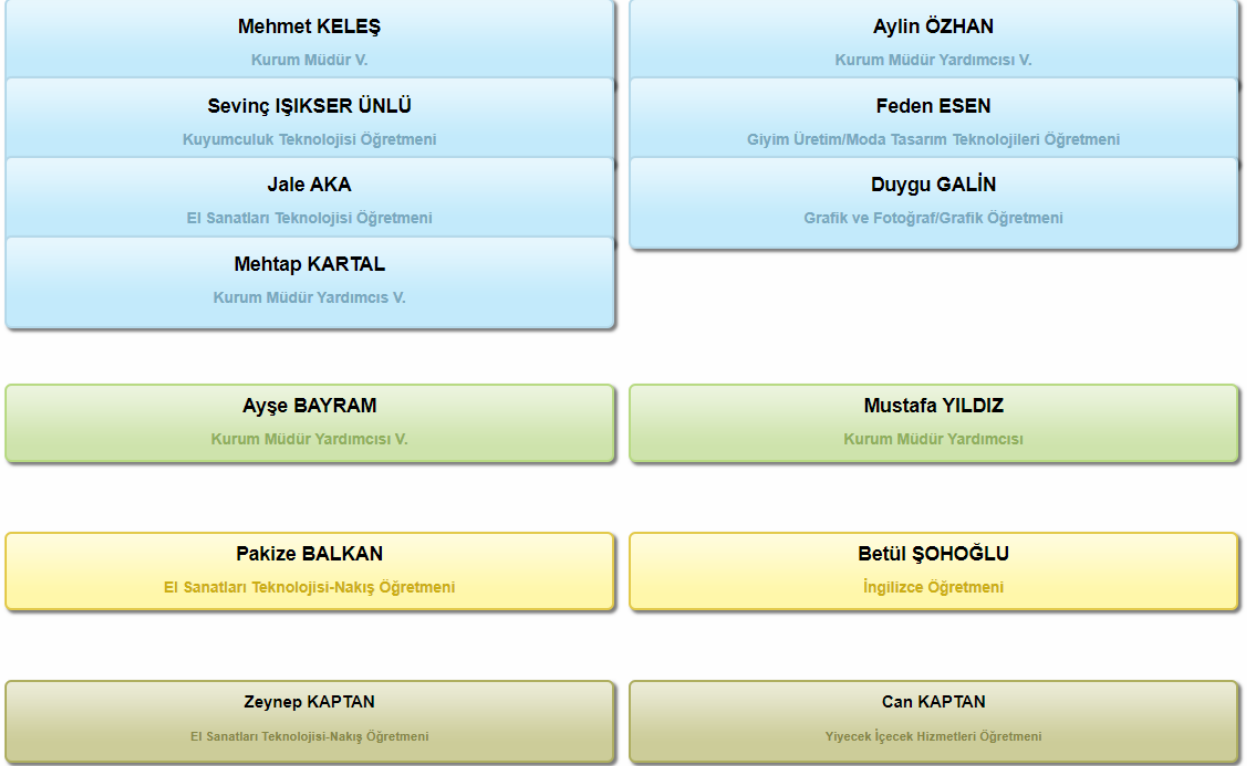 Mehmet KELEŞ
Kurum Müdür V.
Aylin ÖZHAN
Kurum Müdür Yardımcısı V.
Sevinç IŞIKSER ÜNLÜ
Kuyumculuk Teknolojisi Öğretmeni
Feden ESEN
Giyim Üretim/Moda Tasarım Teknolojileri Öğretmeni
Jale AKA
El Sanatları Teknolojisi Öğretmeni
Duygu GALİN
Grafik ve Fotoğraf/Grafik Öğretmeni
Mehtap KARTAL
Kurum Müdür Yardımcıs V.
Ayşe BAYRAM
Kurum Müdür Yardımcısı V.
Mustafa YILDIZ
Kurum Müdür Yardımcısı
Pakize BALKAN
El Sanatları Teknolojisi-Nakış Öğretmeni
Betül ŞOHOĞLU
İngilizce Öğretmeni
Zeynep KAPTAN
El Sanatları Teknolojisi-Nakış Öğretmeni
Can KAPTAN
Yiyecek İçecek Hizmetleri Öğretmeni